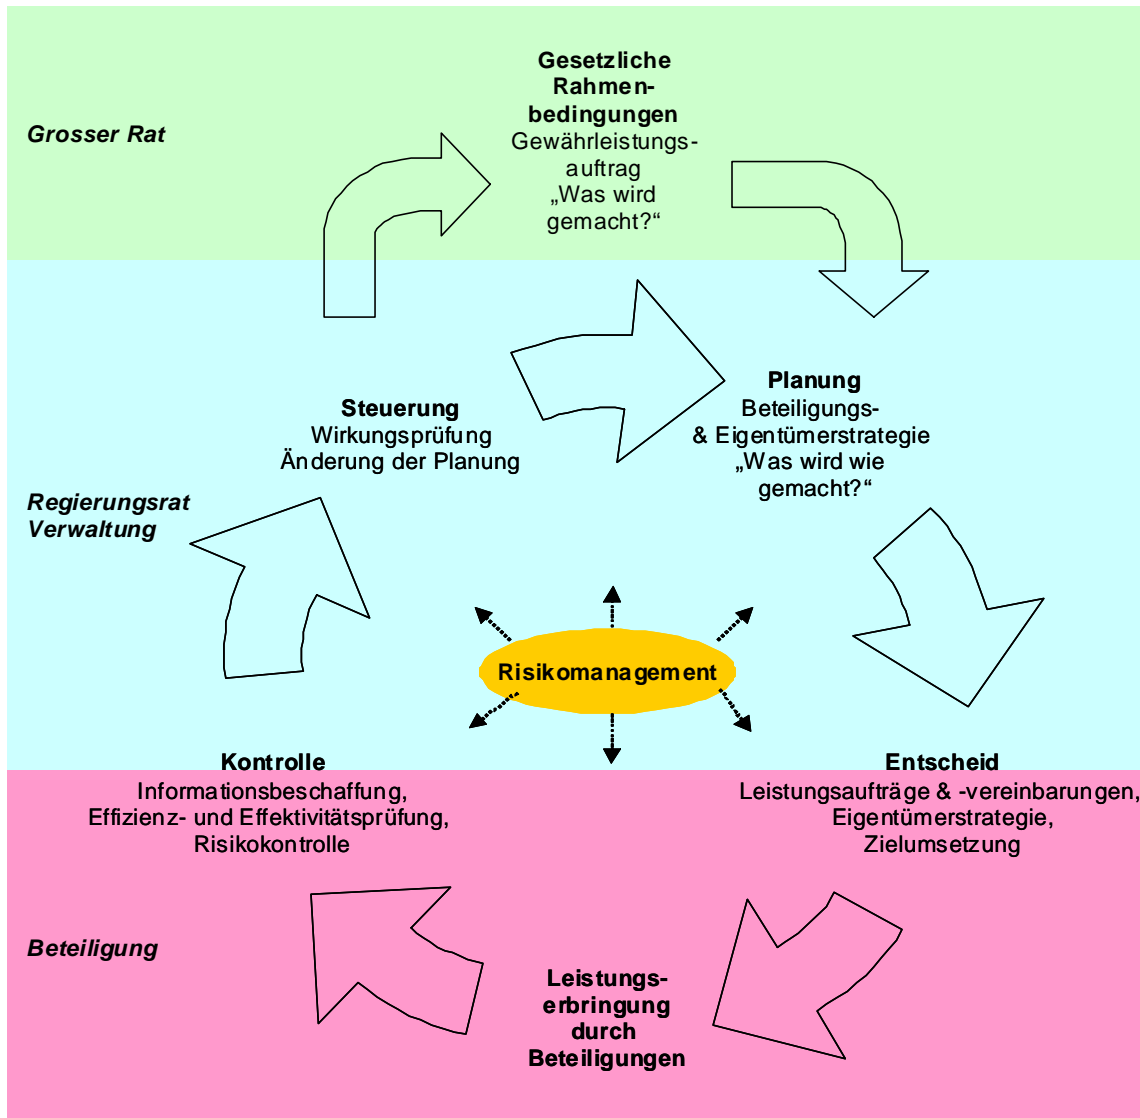 Gesetzliche
Rahmen-
bedingungen
Gewährleistungs-
auftrag
„Was wird
gemacht?“
Grosser Rat
Planung
Beteiligungs-
& Eigentümerstrategie
„Was wird wie
gemacht?“
Steuerung
Wirkungsprüfung
Änderung der Planung
Regierungsrat
Verwaltung
Risikomanagement
Kontrolle
Informationsbeschaffung,
Effizienz- und Effektivitätsprüfung,
Risikokontrolle
Entscheid
Leistungsaufträge & -vereinbarungen,
Eigentümerstrategie,
Zielumsetzung
Beteiligung
Leistungs-
erbringung
durch
Beteiligungen